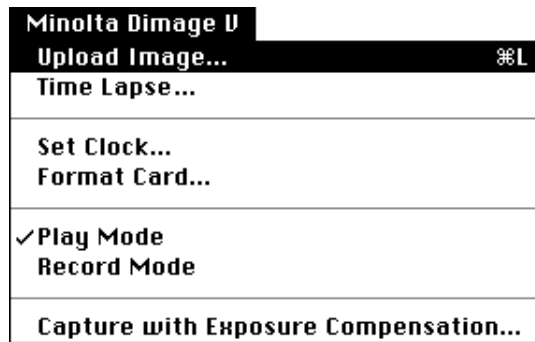 Minolta Dimage V
Upload Image... ⌘L
Time Lapse...
Set Clock...
Format Card...
✓Play Mode
Record Mode
Capture with Exposure Compensation...